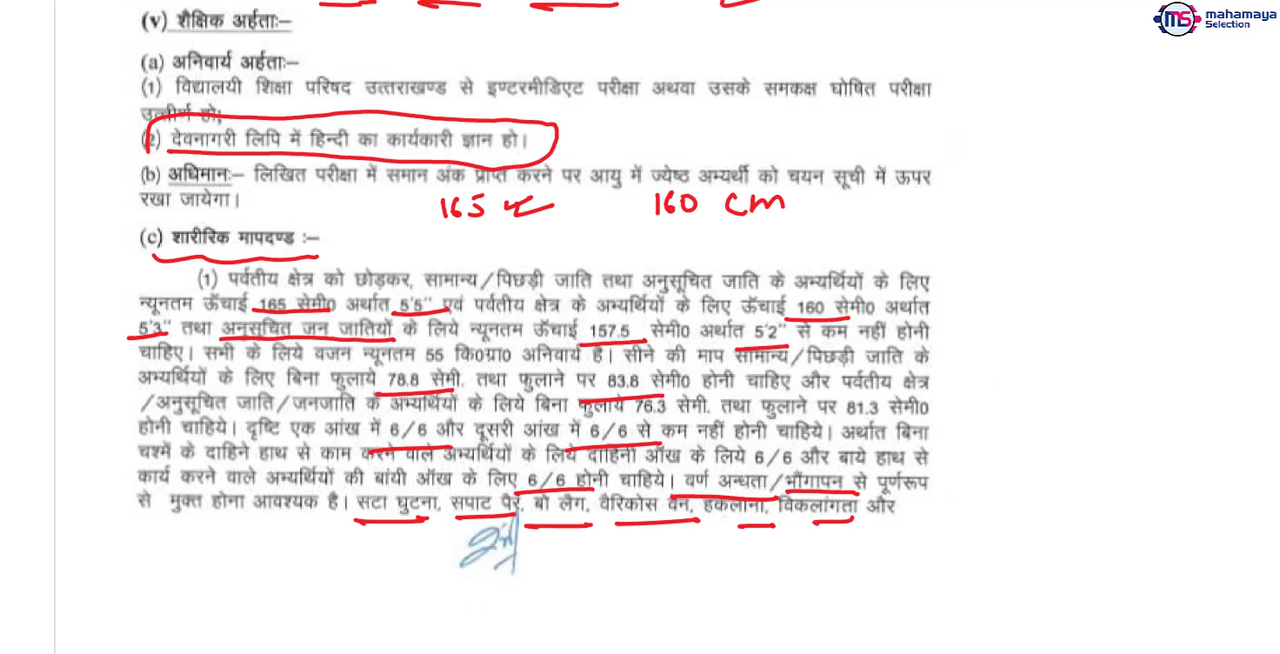 mahamaya
Selection
(v) शैक्षिक अर्हताः–
(a) अनिवार्य अर्हताः–
(1) विद्यालयी शिक्षा परिषद उत्तराखण्ड से इण्टरमीडिएट परीक्षा अथवा उसके समकक्ष घोषित परीक्षा
उत्तीर्ण हो;
(2) देवनागरी लिपि में हिन्दी का कार्यकारी ज्ञान हो।
(b) अधिमानः– लिखित परीक्षा में समान अंक प्राप्त करने पर आयु में ज्येष्ठ अभ्यर्थी को चयन सूची में ऊपर
रखा जायेगा।
165 160 cm
(c) शारीरिक मापदण्ड :–
(1) पर्वतीय क्षेत्र को छोड़कर, सामान्य/पिछड़ी जाति तथा अनुसूचित जाति के अभ्यर्थियों के लिए
न्यूनतम ऊँचाई 165 सेमी0 अर्थात 5'5" एवं पर्वतीय क्षेत्र के अभ्यर्थियों के लिए ऊँचाई 160 सेमी0 अर्थात
5'3" तथा अनुसूचित जन जातियों के लिये न्यूनतम ऊँचाई 157.5 सेमी0 अर्थात 5'2" से कम नहीं होनी
चाहिए। सभी के लिये वजन न्यूनतम 55 कि0ग्रा0 अनिवार्य है। सीने की माप सामान्य/पिछड़ी जाति के
अभ्यर्थियों के लिए बिना फुलाये 78.8 सेमी. तथा फुलाने पर 83.8 सेमी0 होनी चाहिए और पर्वतीय क्षेत्र
/अनुसूचित जाति/जनजाति के अभ्यर्थियों के लिये बिना फुलाये 76.3 सेमी. तथा फुलाने पर 81.3 सेमी0
होनी चाहिये। दृष्टि एक आंख में 6/6 और दूसरी आंख में 6/6 से कम नहीं होनी चाहिये। अर्थात बिना
चश्में के दाहिने हाथ से काम करने वाले अभ्यर्थियों के लिये दाहिनी आँख के लिये 6/6 और बाये हाथ से
कार्य करने वाले अभ्यर्थियों की बांयी आँख के लिए 6/6 होनी चाहिये। वर्ण अन्धता/भौंगापन से पूर्णरूप
से मुक्त होना आवश्यक है। सटा घुटना, सपाट पैर, बो लैग, वैरिकोस वेन, हकलाना, विकलांगता और